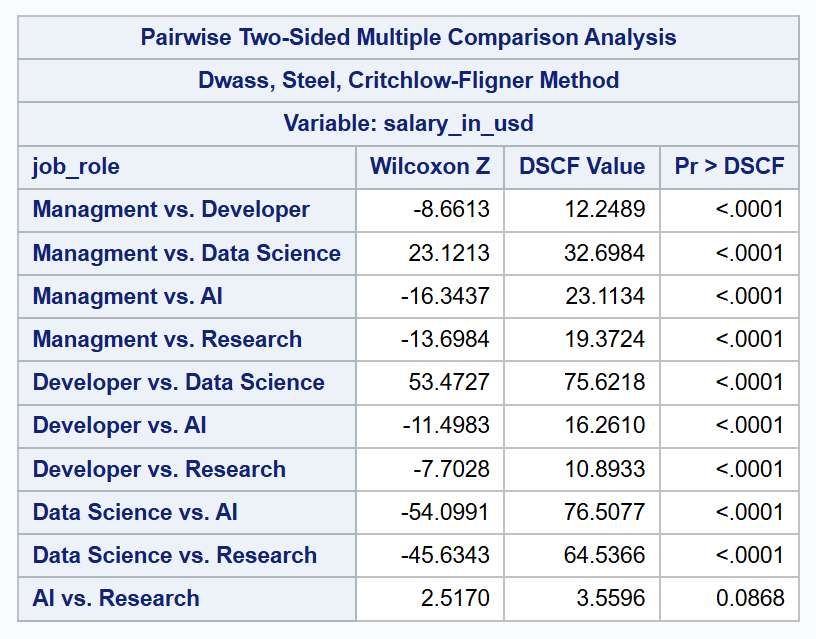 Pairwise Two-Sided Multiple Comparison Analysis
Dwass, Steel, Critchlow-Fligner Method
Variable: salary_in_usd
job_role Wilcoxon Z DSCF Value Pr > DSCF
Managment vs. Developer -8.6613 12.2489 <.0001
Managment vs. Data Science 23.1213 32.6984 <.0001
Managment vs. AI -16.3437 23.1134 <.0001
Managment vs. Research -13.6984 19.3724 <.0001
Developer vs. Data Science 53.4727 75.6218 <.0001
Developer vs. AI -11.4983 16.2610 <.0001
Developer vs. Research -7.7028 10.8933 <.0001
Data Science vs. AI -54.0991 76.5077 <.0001
Data Science vs. Research -45.6343 64.5366 <.0001
AI vs. Research 2.5170 3.5596 0.0868